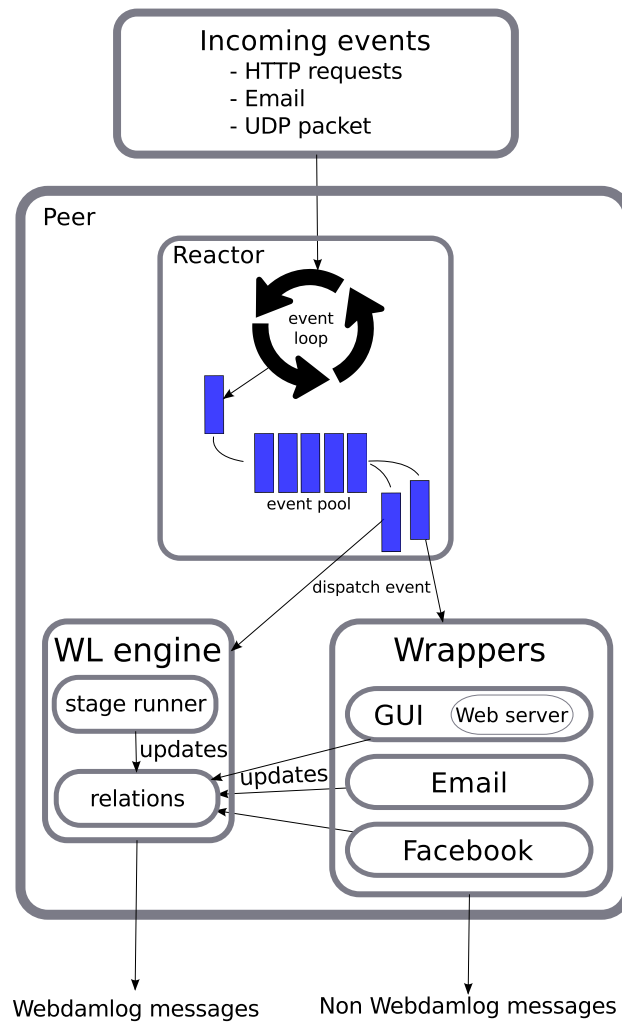 Incoming events
- HTTP requests
- Email
- UDP packet
Peer
Reactor
event
loop
event pool
dispatch event
WL engine
stage runner
updates
relations
Wrappers
GUI
Web server
updates
Email
Facebook
Webdamlog messages
Non Webdamlog messages